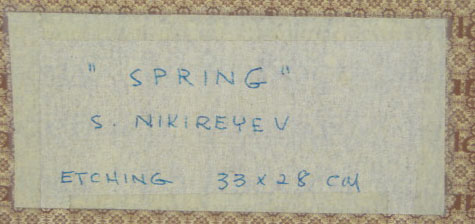 " SPRING "
S. NIKIREYEV
ETCHING 33 x 28 CM